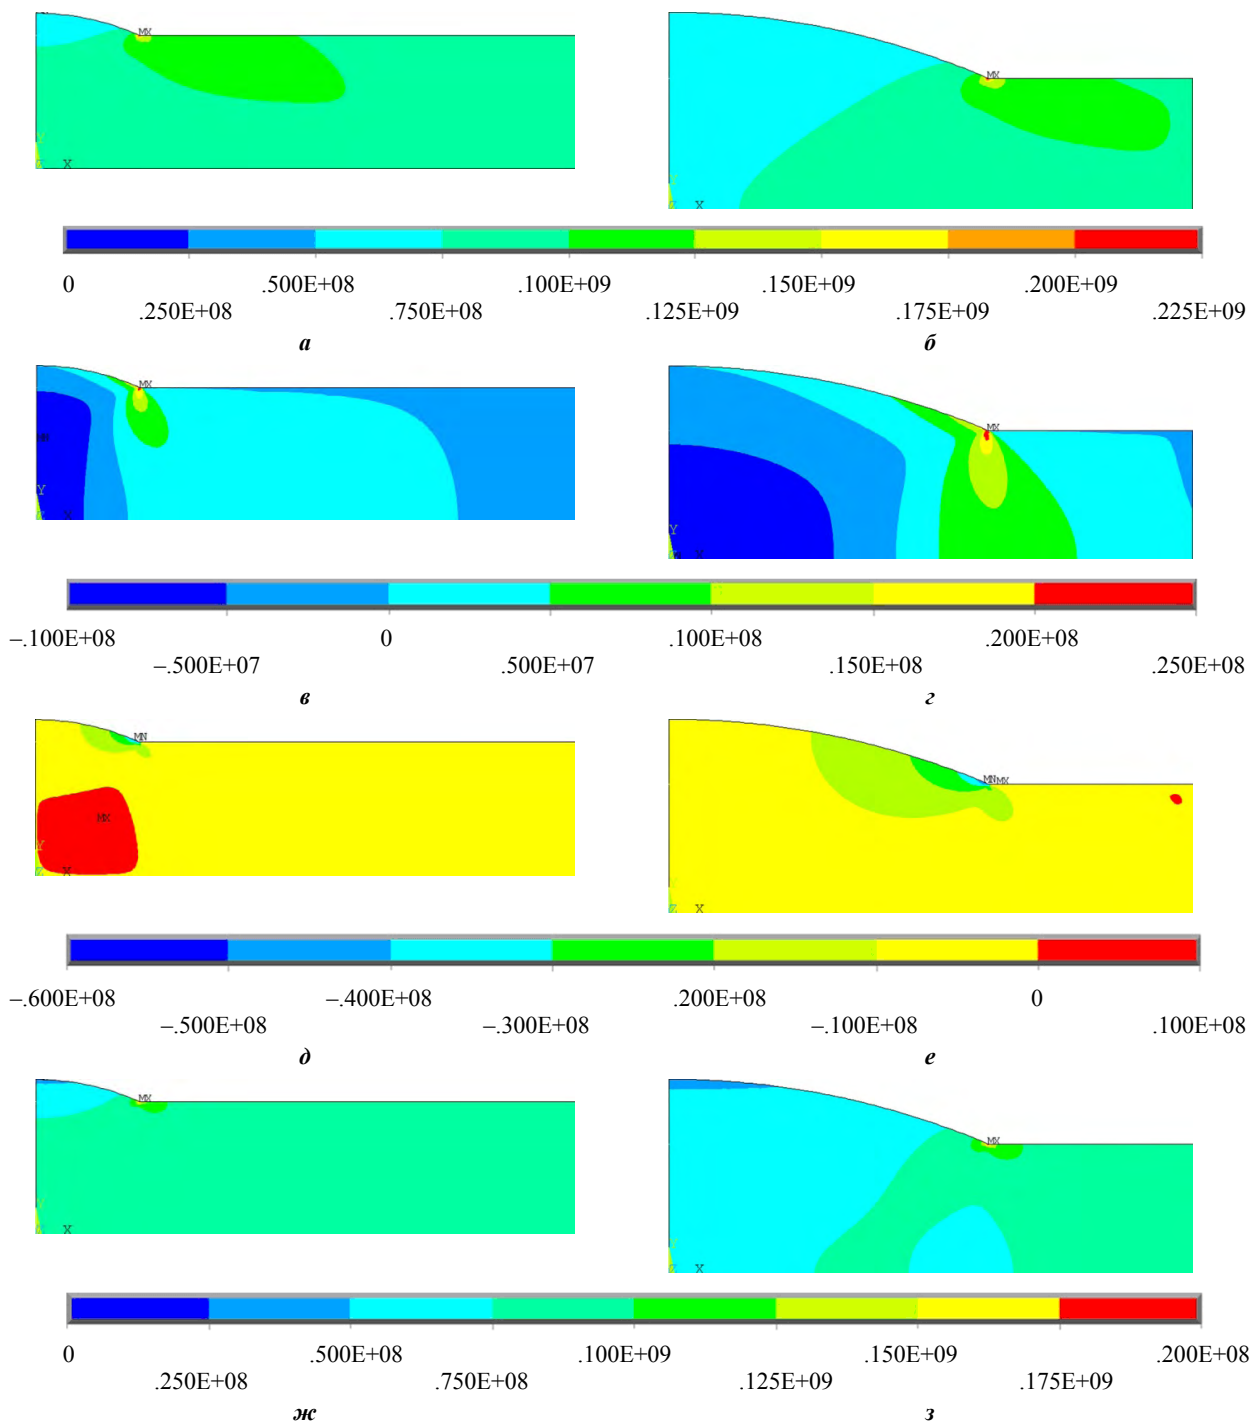 MX
MX
Y
Z X
Y
Z X
0 .500E+08 .100E+09 .150E+09 .200E+09
.250E+08 .750E+08 .125E+09 .175E+09 .225E+09
а б
MX
MX
Y
Z X
Y
X
–.100E+08 0 .100E+08 .200E+08
–.500E+07 .500E+07 .150E+08 .250E+08
в г
MN
MNMX
MX
Y
Z X
Z X
–.600E+08 –.400E+08 .200E+08 0
–.500E+08 –.300E+08 –.100E+08 .100E+08
д е
MX
MX
Y
Z X
Y
Z X
0 .500E+08 .100E+09 .150E+09 .200E+08
.250E+08 .750E+08 .125E+09 .175E+09
ж з